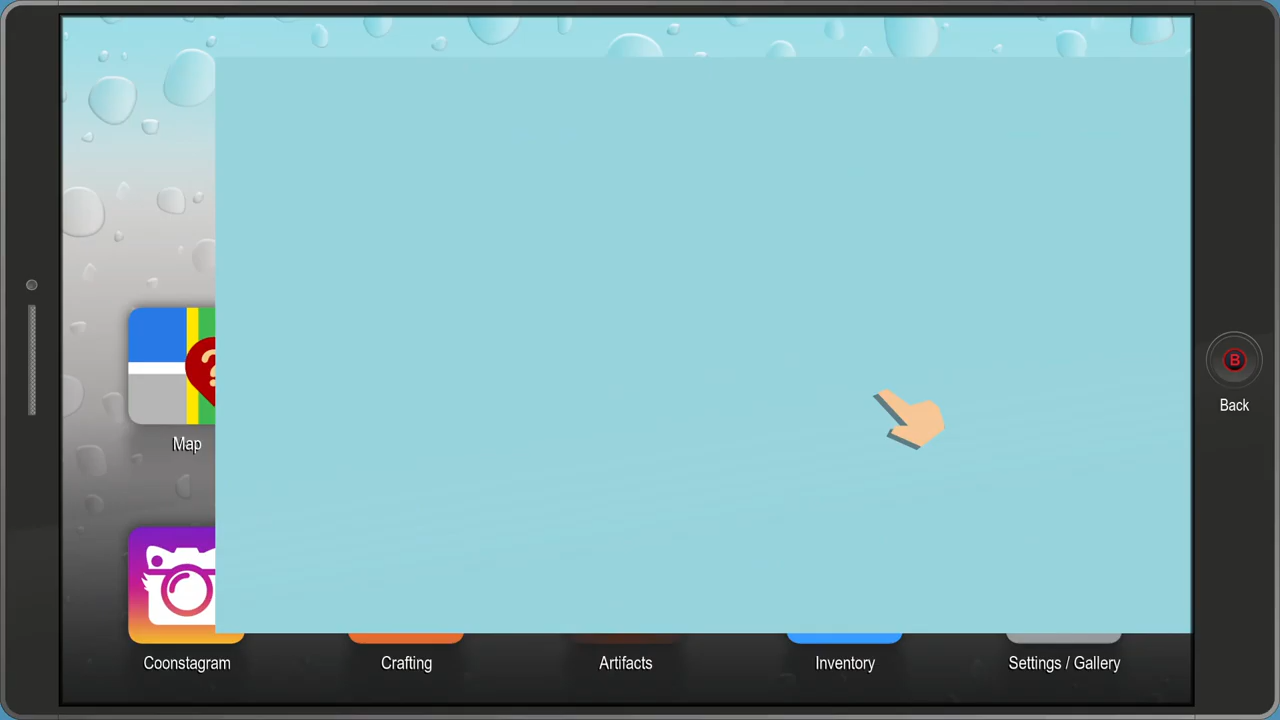 B
Back
?
Map
Coonstagram
Crafting
Artifacts
Inventory
Settings / Gallery